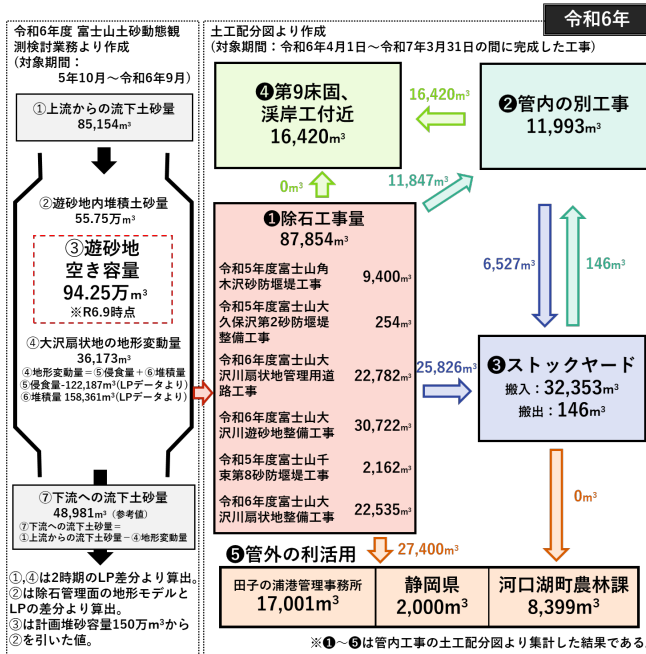 令和6年
令和6年度 富士山土砂動態観
測検討業務より作成
(対象期間：
5年10月～令和6年9月)
①上流からの流下土砂量
85,154m³
②遊砂地内堆積土砂量
55.75万m³
③遊砂地
空き容量
94.25万m³
※R6.9時点
④大沢扇状地の地形変動量
36,173m³
④地形変動量＝⑤侵食量＋⑥堆積量
⑤侵食量-122,187m³(LPデータより)
⑥堆積量 158,361m³(LPデータより)
⑦下流への流下土砂量
48,981m³（参考値）
⑦下流への流下土砂量＝
①上流からの流下土砂量－④地形変動量
①,④は2時期のLP差分より算出。
②は除石管理面の地形モデルと
LPの差分より算出。
③は計画堆砂容量150万m³から
②を引いた値。
土工配分図より作成
(対象期間：令和6年4月1日～令和7年3月31日の間に完成した工事)
❹第9床固、
渓岸工付近
16,420m³
16,420m³
❷管内の別工事
11,993m³
0m³
11,847m³
❶除石工事量
87,854m³
令和5年度富士山角
木沢砂防堰堤工事
9,400m³
令和5年度富士山大
久保沢第2砂防堰堤
整備工事
254m³
令和6年度富士山大
沢川扇状地管理用道
路工事
22,782m³
令和6年度富士山大
沢川遊砂地整備工事
30,722m³
令和5年度富士山千
束第8砂防堰堤工事
2,162m³
令和6年度富士山大
沢川扇状地整備工事
22,535m³
6,527m³
146m³
25,826m³
❸ストックヤード
搬入：32,353m³
搬出：146m³
0m³
27,400m³
❺管外の利活用
田子の浦港管理事務所
17,001m³
静岡県
2,000m³
河口湖町農林課
8,399m³
※❶～❺は管内工事の土工配分図より集計した結果である。